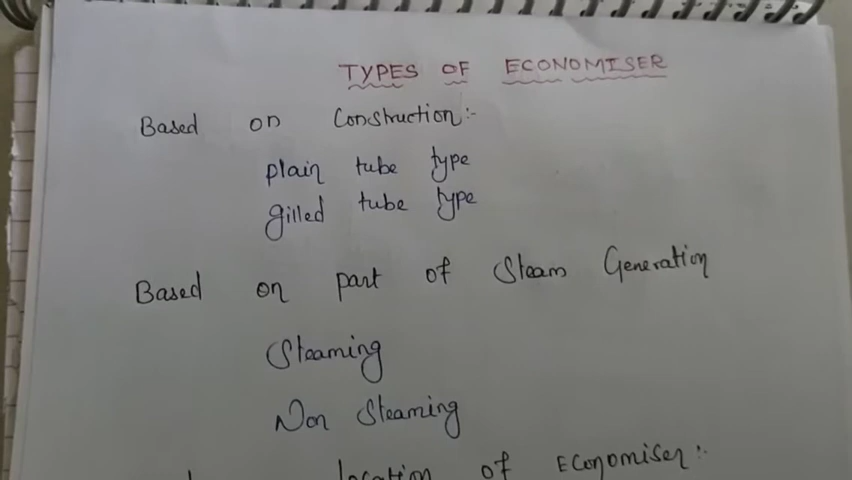 TYPES OF ECONOMISER
Based on Construction:-
plain tube type
gilled tube type
Based on part of Steam Generation
Steaming
Non Steaming
location of Economiser:-